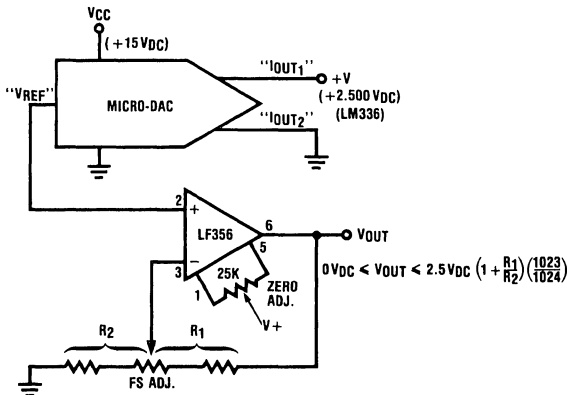 VCC
(+15VDC)
"IOUT1"
+V
(+2.500 VDC)
(LM336)
"VREF"
MICRO-DAC
"IOUT2"
2
+
LF356
6
VOUT
5
−
3
1
25K
ZERO
ADJ.
0VDC ≤ VOUT ≤ 2.5VDC (1+R1/R2)(1023/1024)
V+
R2
R1
FS ADJ.